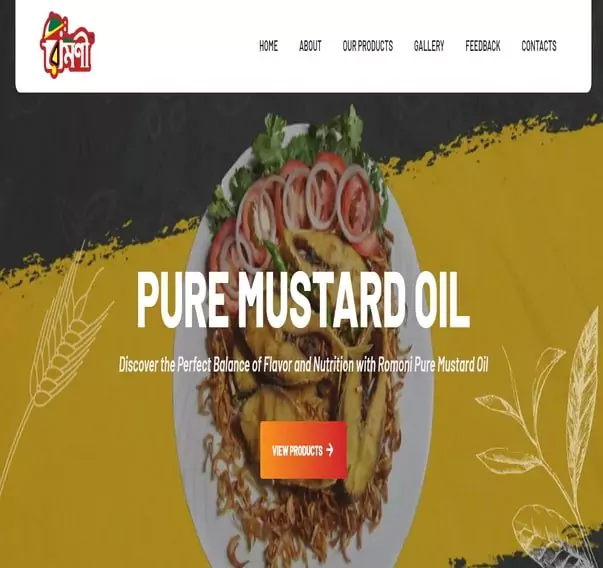 রমণী
HOME ABOUT OUR PRODUCTS GALLERY FEEDBACK CONTACTS
PURE MUSTARD OIL
Discover the Perfect Balance of Flavor and Nutrition with Romoni Pure Mustard Oil
VIEW PRODUCTS →